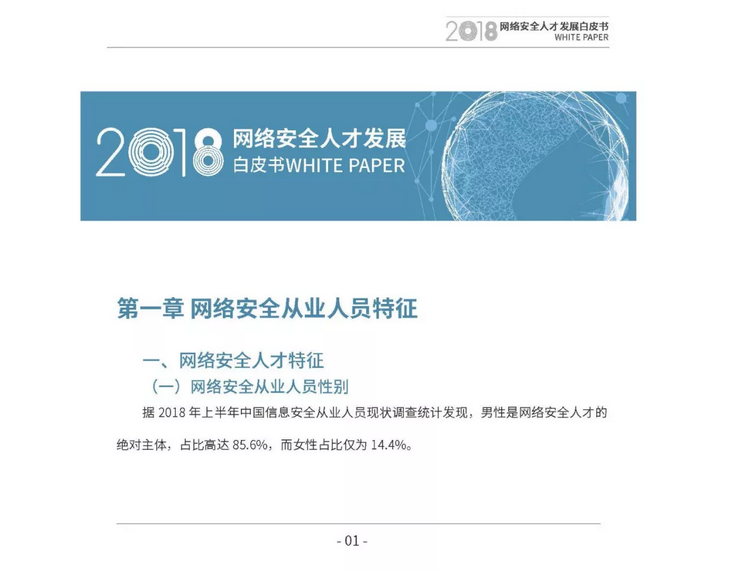 2018 网络安全人才发展白皮书
WHITE PAPER
2018 网络安全人才发展
白皮书WHITE PAPER
第一章 网络安全从业人员特征
一、网络安全人才特征
（一）网络安全从业人员性别
据 2018 年上半年中国信息安全从业人员现状调查统计发现，男性是网络安全人才的
绝对主体，占比高达 85.6%，而女性占比仅为 14.4%。
- 01 -